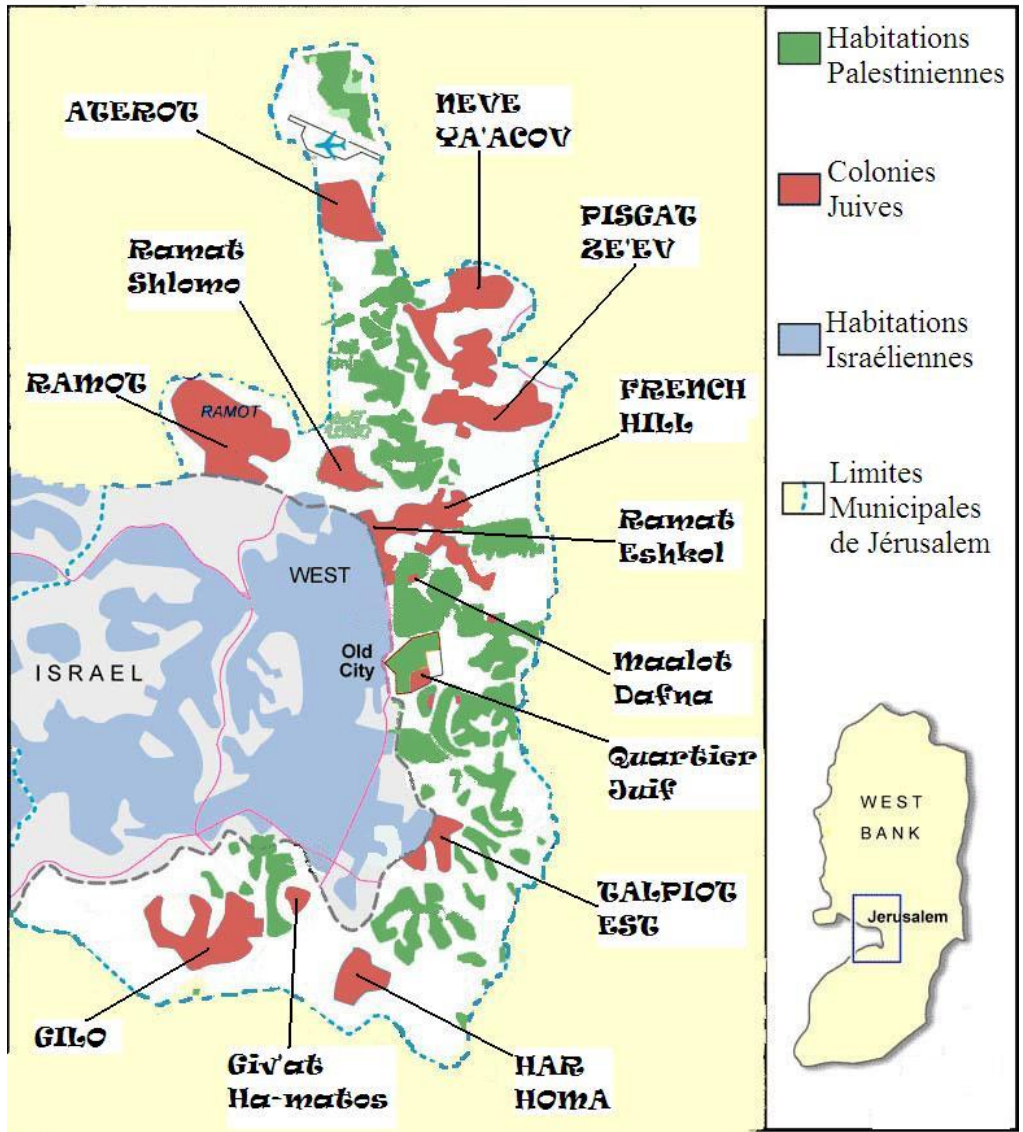 ATEROT
NEVE
YA'ACOV
PISGAT
ZE'EV
Ramat
Shlomo
RAMOT
RAMOT
FRENCH
HILL
Ramat
Eshkol
WEST
Old
City
ISRAEL
Maalot
Dafna
Quartier
Juif
TALPIOT
EST
GILO
Giv'at
Ha-matos
HAR
HOMA
Habitations
Palestiniennes
Colonies
Juives
Habitations
Israéliennes
Limites
Municipales
de Jérusalem
WEST
BANK
Jerusalem